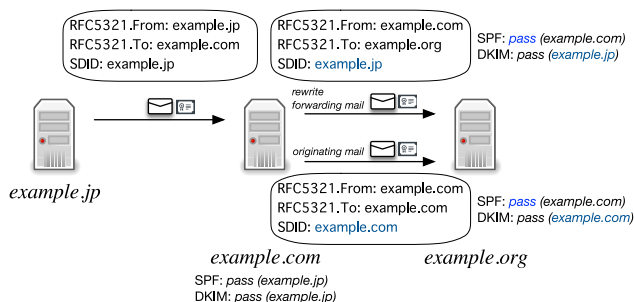 RFC5321.From: example.jp
RFC5321.To: example.com
SDID: example.jp
RFC5321.From: example.com
RFC5321.To: example.org
SDID: example.jp
SPF: pass (example.com)
DKIM: pass (example.jp)
rewrite
forwarding mail
originating mail
example.jp
RFC5321.From: example.com
RFC5321.To: example.com
SDID: example.com
SPF: pass (example.com)
DKIM: pass (example.com)
example.com
example.org
SPF: pass (example.jp)
DKIM: pass (example.jp)